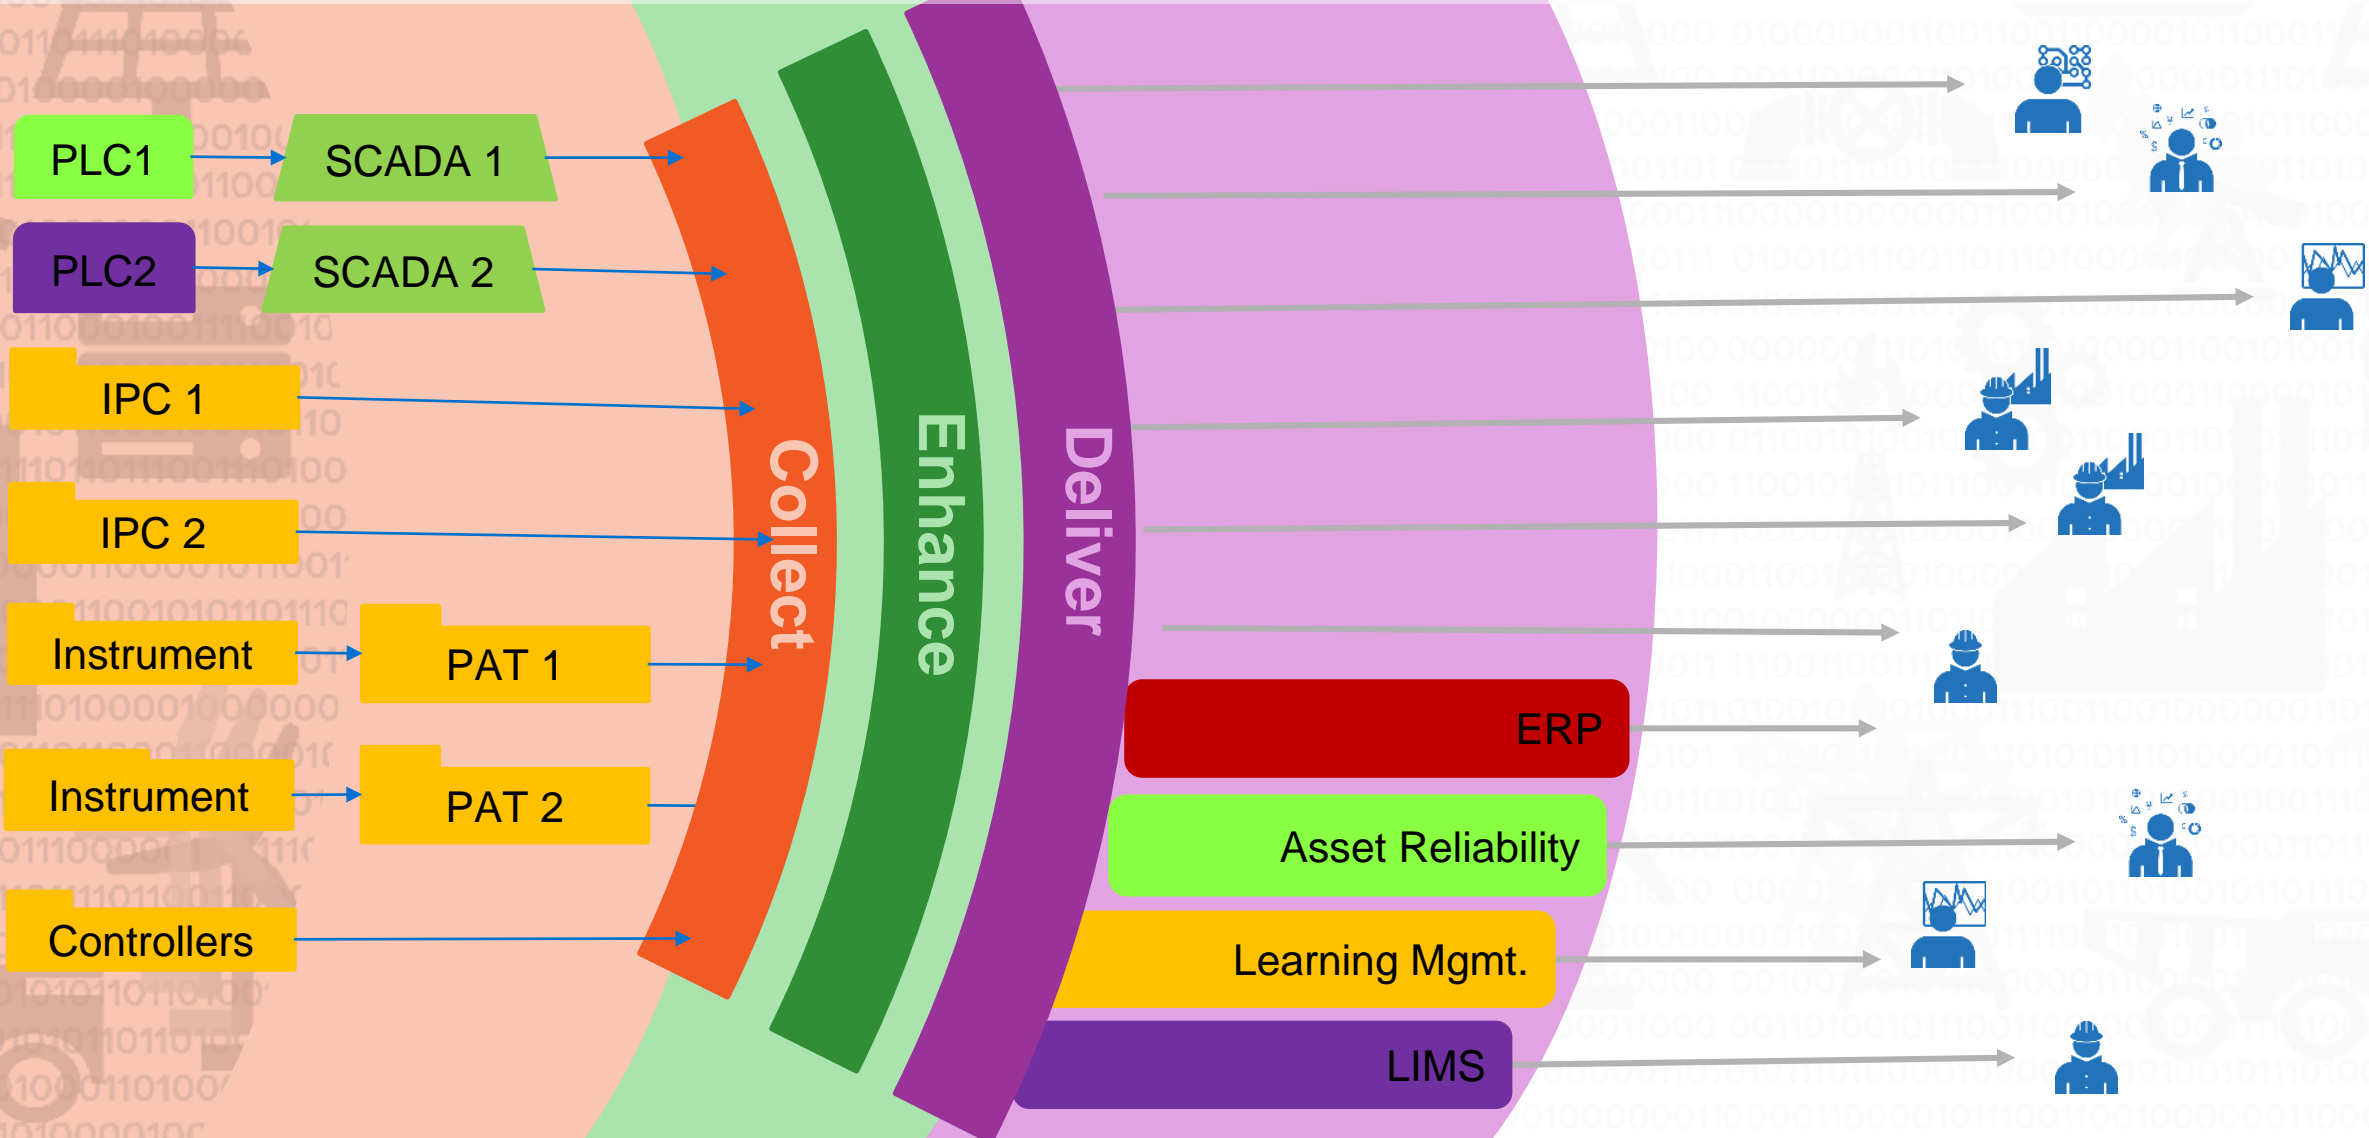 PLC1
SCADA 1
PLC2
SCADA 2
IPC 1
IPC 2
Instrument
PAT 1
Instrument
PAT 2
Controllers
Collect
Enhance
Deliver
ERP
Asset Reliability
Learning Mgmt.
LIMS